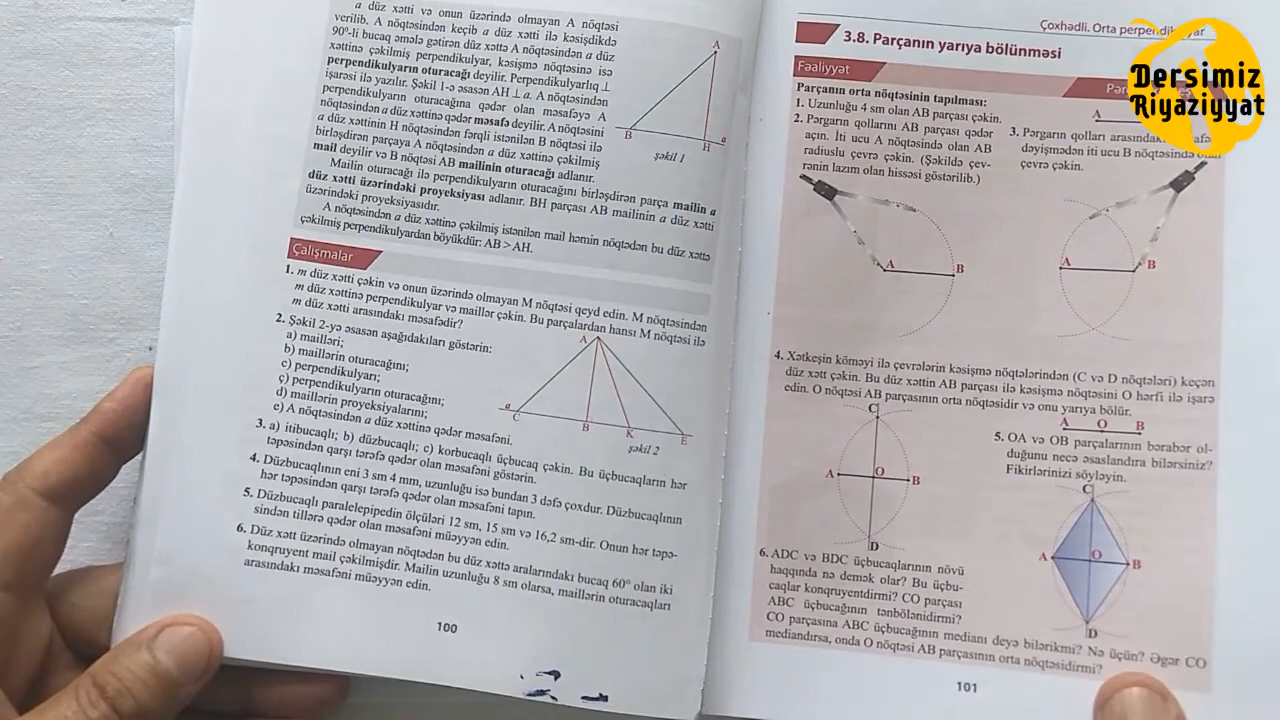 a düz xətti və onun üzərində olmayan A nöqtəsi
verilib. A nöqtəsindən keçib a düz xətti ilə kəsişdikdə
90°-li bucaq əmələ gətirən düz xəttə A nöqtəsindən a düz
xəttinə çəkilmiş perpendikulyar, kəsişmə nöqtəsinə isə
perpendikulyarın oturacağı deyilir. Perpendikulyarlıq ⊥
işarəsi ilə yazılır. Şəkil 1-ə əsasən AH ⊥ a. A nöqtəsindən
perpendikulyarın oturacağına qədər olan məsafəyə A
nöqtəsindən a düz xəttinə qədər məsafə deyilir. A nöqtəsini
a düz xəttinin H nöqtəsindən fərqli istənilən B nöqtəsi ilə
birləşdirən parçaya A nöqtəsindən a düz xəttinə çəkilmiş
mail deyilir və B nöqtəsi AB mailinin oturacağı adlanır.
Mailin oturacağı ilə perpendikulyarın oturacağını birləşdirən parça mailin a
düz xətti üzərindəki proyeksiyası adlanır. BH parçası AB mailinin a düz xətti
üzərindəki proyeksiyasıdır.
A nöqtəsindən a düz xəttinə çəkilmiş istənilən mail həmin nöqtədən bu düz xəttə
çəkilmiş perpendikulyardan böyükdür: AB > AH.
A
B
H
a
şəkil 1
Çalışmalar
1. m düz xətti çəkin və onun üzərində olmayan M nöqtəsi qeyd edin. M nöqtəsindən
m düz xəttinə perpendikulyar və maillər çəkin. Bu parçalardan hansı M nöqtəsi ilə
m düz xətti arasındakı məsafədir?
2. Şəkil 2-yə əsasən aşağıdakıları göstərin:
a) mailləri;
b) maillərin oturacağını;
c) perpendikulyarı;
ç) perpendikulyarın oturacağını;
d) maillərin proyeksiyalarını;
e) A nöqtəsindən a düz xəttinə qədər məsafəni.
A
a
C
B
K
E
şəkil 2
3. a) itibucaqlı; b) düzbucaqlı; c) korbucaqlı üçbucaq çəkin. Bu üçbucaqların hər
təpəsindən qarşı tərəfə qədər olan məsafəni göstərin.
4. Düzbucaqlının eni 3 sm 4 mm, uzunluğu isə bundan 3 dəfə çoxdur. Düzbucaqlının
hər təpəsindən qarşı tərəfə qədər olan məsafəni tapın.
5. Düzbucaqlı paralelepipedin ölçüləri 12 sm, 15 sm və 16,2 sm-dir. Onun hər təpə-
sindən tillərə qədər olan məsafəni müəyyən edin.
6. Düz xətt üzərində olmayan nöqtədən bu düz xəttə aralarındakı bucaq 60° olan iki
konqruyent mail çəkilmişdir. Mailin uzunluğu 8 sm olarsa, maillərin oturacaqları
arasındakı məsafəni müəyyən edin.
100
Çoxhədli. Orta
3.8. Parçanın yarıya bölünməsi
Dersimiz
Riyaziyyat
Fəaliyyət
Parçanın orta nöqtəsinin tapılması:
1. Uzunluğu 4 sm olan AB parçası çəkin.
2. Pərgarın qollarını AB parçası qədər
açın. İti ucu A nöqtəsində olan AB
radiuslu çevrə çəkin. (Şəkildə çev-
rənin lazım olan hissəsi göstərilib.)
A
3. Pərgarın qolları arasındakı
dəyişmədən iti ucu B nöqtəsində olan
çevrə çəkin.
A
B
A
B
4. Xətkeşin köməyi ilə çevrələrin kəsişmə nöqtələrindən (C və D nöqtələri) keçən
düz xətt çəkin. Bu düz xəttin AB parçası ilə kəsişmə nöqtəsini O hərfi ilə işarə
edin. O nöqtəsi AB parçasının orta nöqtəsidir və onu yarıya bölür.
C
A
O
B
D
A O B
5. OA və OB parçalarının bərabər ol-
duğunu necə əsaslandıra bilərsiniz?
Fikirlərinizi söyləyin.
C
A
O
B
D
6. ADC və BDC üçbucaqlarının növü
haqqında nə demək olar? Bu üçbu-
caqlar konqruyentdirmi? CO parçası
ABC üçbucağının tənbölənidirmi?
CO parçasına ABC üçbucağının medianı deyə bilərikmi? Nə üçün? Əgər CO
mediandırsa, onda O nöqtəsi AB parçasının orta nöqtəsidirmi?
101